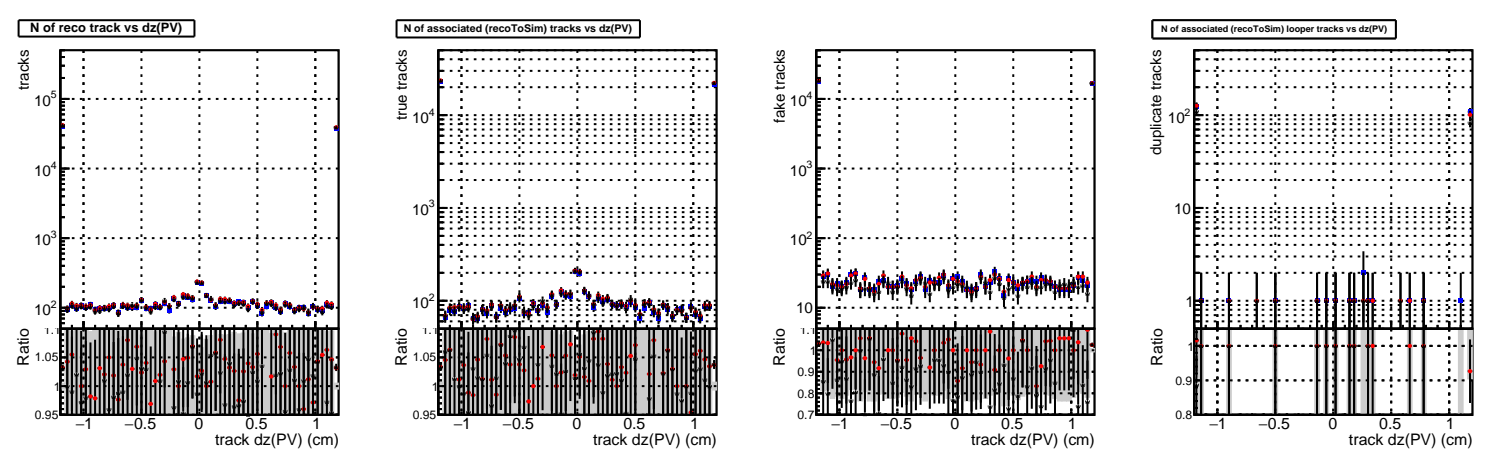 N of reco track vs dz(PV)
tracks
10^5
10^4
10^3
10^2
Ratio
1.1
1.05
1
0.95
−1 −0.5 0 0.5 1
track dz(PV) (cm)
N of associated (recoToSim) tracks vs dz(PV)
true tracks
10^4
10^3
10^2
Ratio
1.1
1.05
1
0.95
−1 −0.5 0 0.5 1
track dz(PV) (cm)
fake tracks
10^4
10^3
10^2
10
Ratio
1
0.9
0.8
0.7
−1 −0.5 0 0.5 1
track dz(PV) (cm)
N of associated (recoToSim) looper tracks vs dz(PV)
duplicate tracks
10^2
10
1
Ratio
1
0.9
0.8
−1 −0.5 0 0.5 1
track dz(PV) (cm)